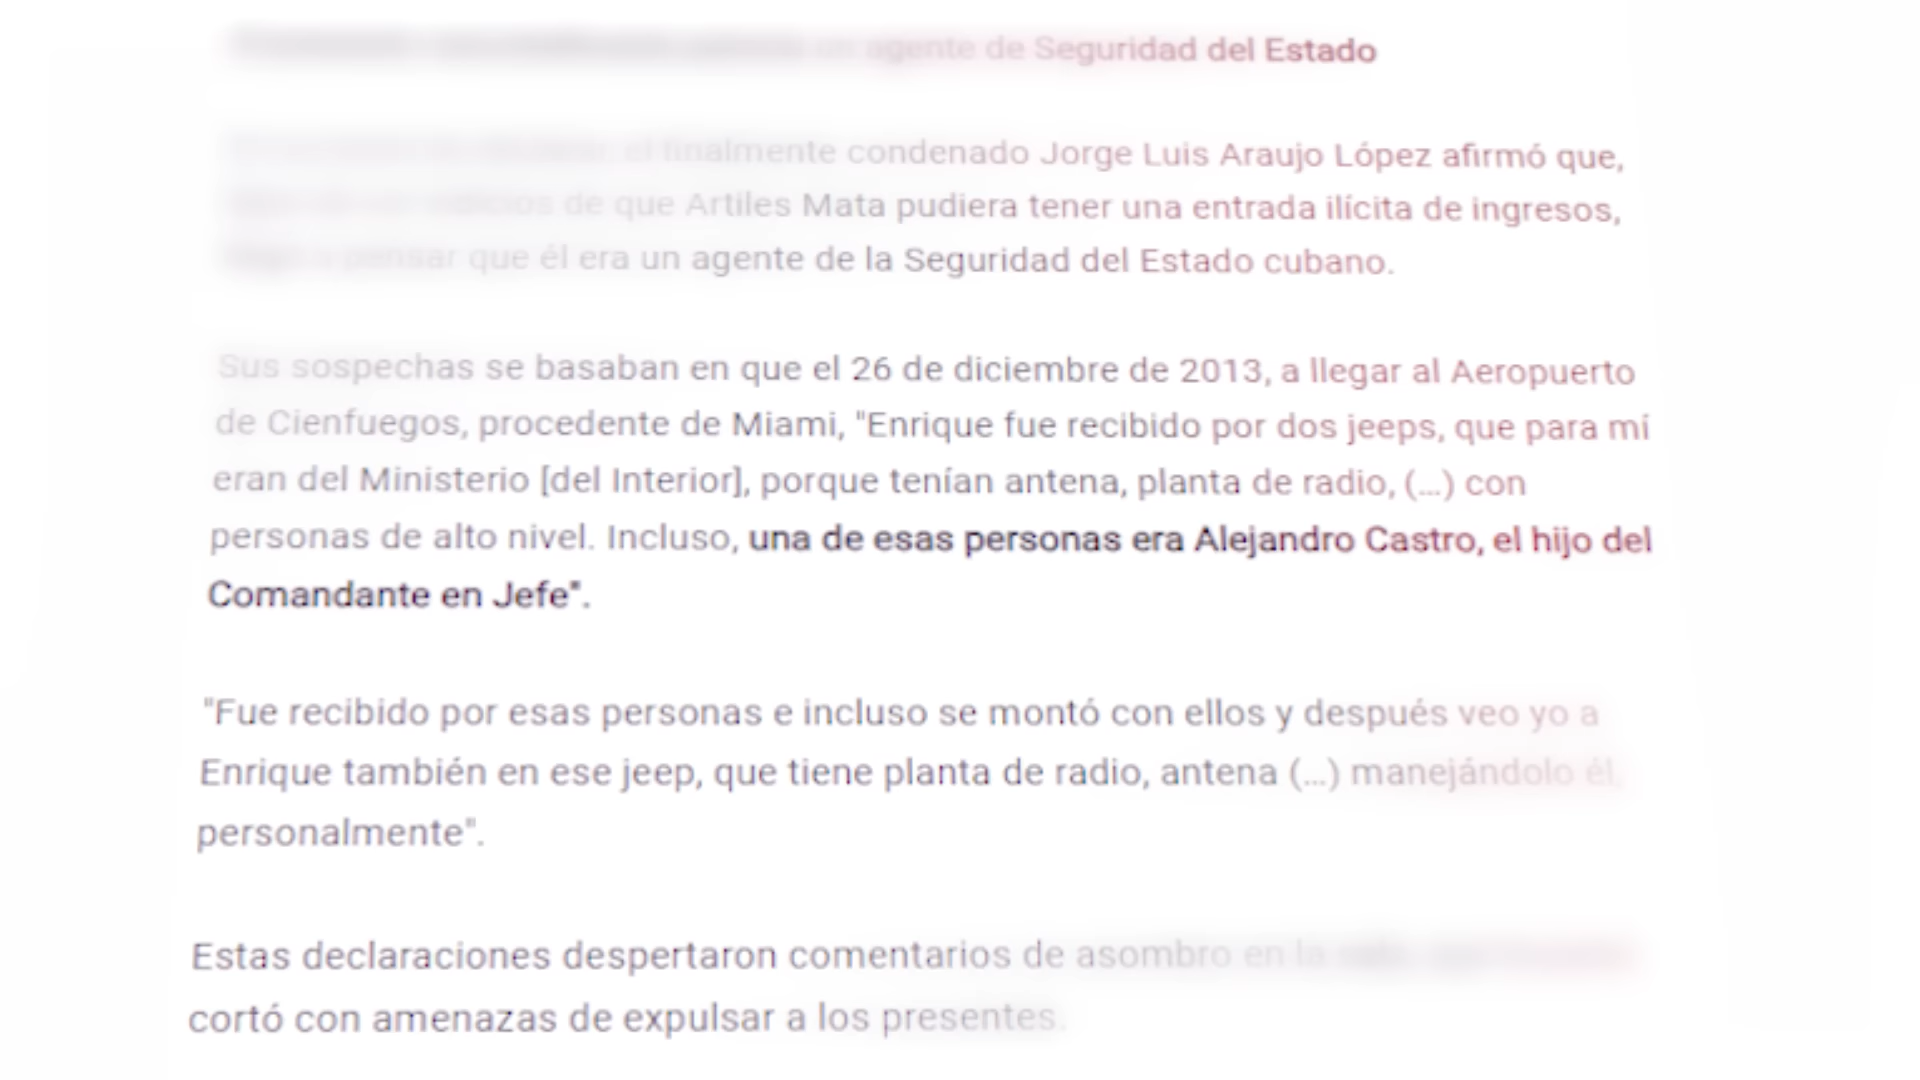 agente de Seguridad del Estado
el finalmente condenado Jorge Luis Araujo López afirmó que,
de que Artiles Mata pudiera tener una entrada ilícita de ingresos,
a pensar que él era un agente de la Seguridad del Estado cubano.
Sus sospechas se basaban en que el 26 de diciembre de 2013, a llegar al Aeropuerto
de Cienfuegos, procedente de Miami, "Enrique fue recibido por dos jeeps, que para mí
eran del Ministerio [del Interior], porque tenían antena, planta de radio, (...) con
personas de alto nivel. Incluso, una de esas personas era Alejandro Castro, el hijo del
Comandante en Jefe".
"Fue recibido por esas personas e incluso se montó con ellos y después veo yo a
Enrique también en ese jeep, que tiene planta de radio, antena (...) manejándolo él,
personalmente".
Estas declaraciones despertaron comentarios de asombro en la
cortó con amenazas de expulsar a los presentes.